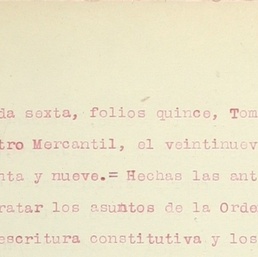 da sexta, folios quince, Tom
tro Mercantil, el veintinuev
nta y nueve.= Hechas las ant
ratar los asuntos de la Orde
escritura constitutiva y los